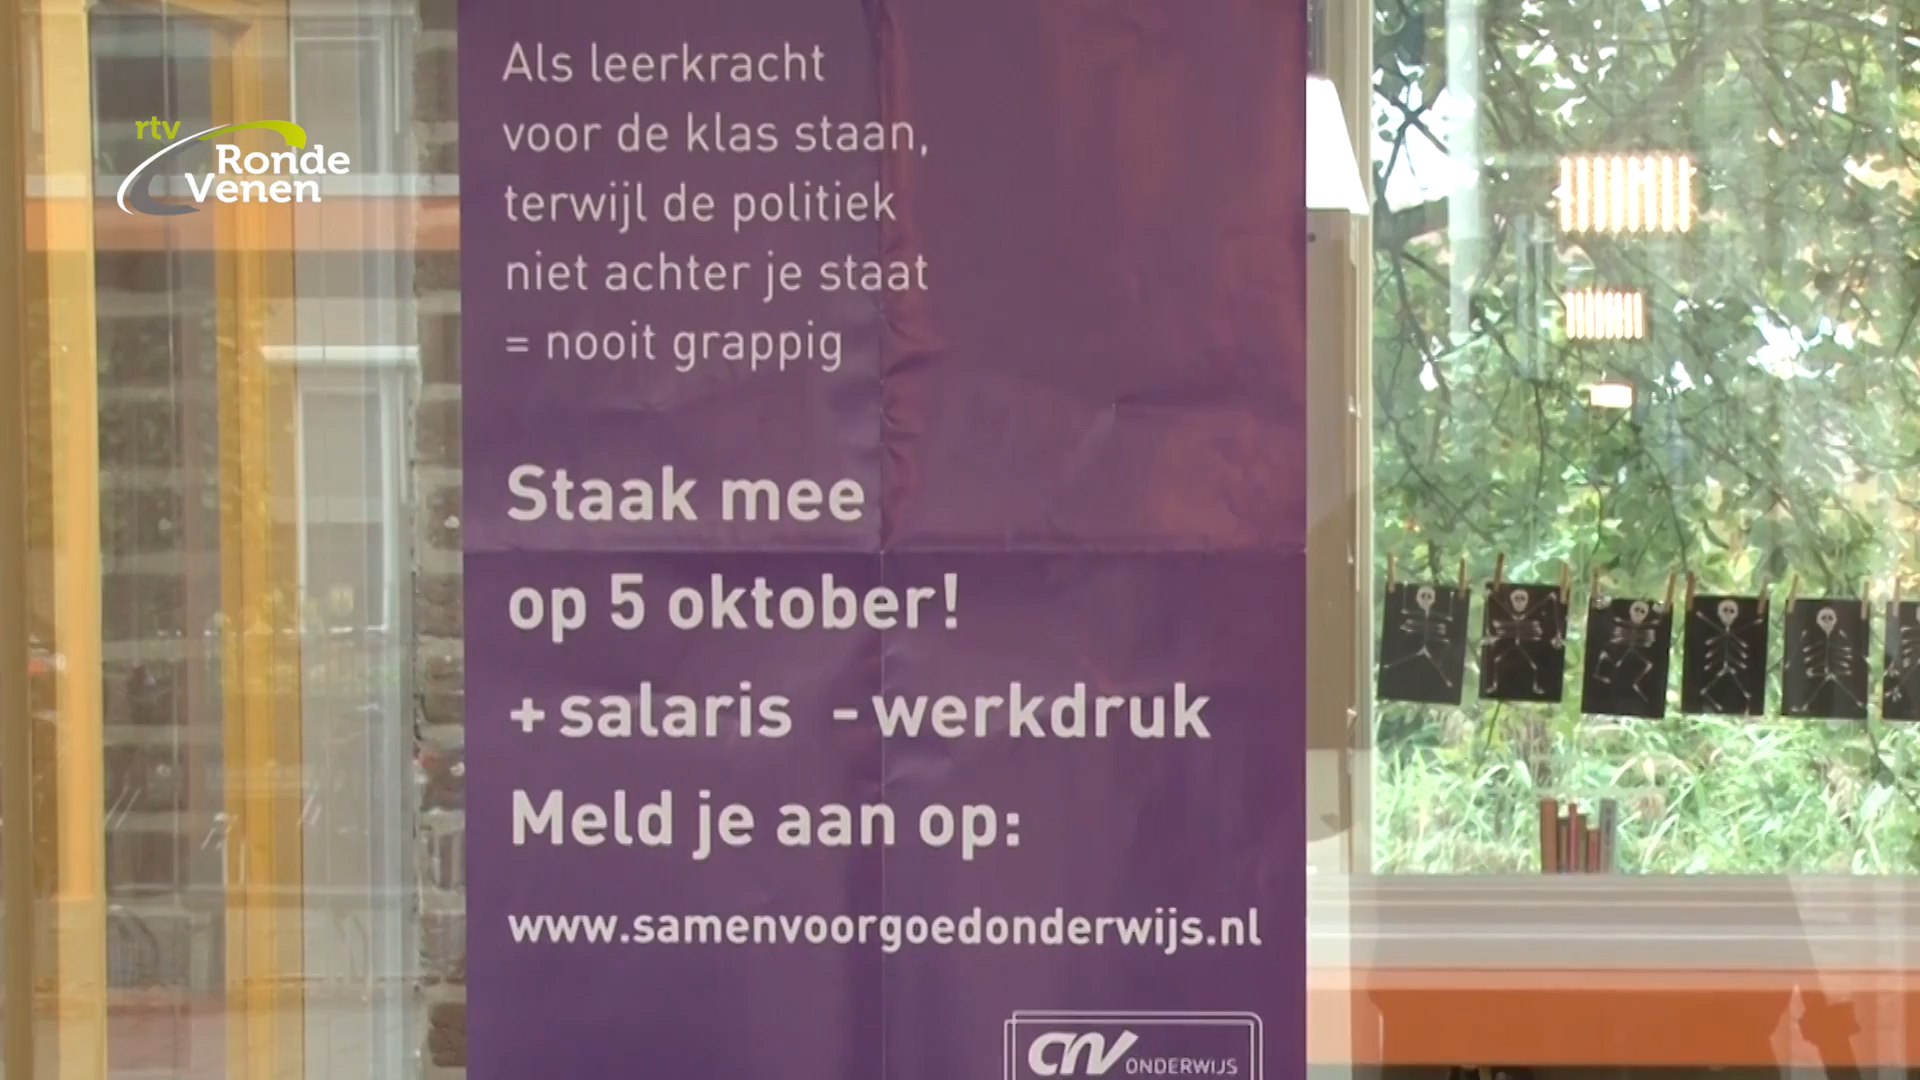 rtv
Ronde
Venen
Als leerkracht
voor de klas staan,
terwijl de politiek
niet achter je staat
= nooit grappig
Staak mee
op 5 oktober!
+ salaris - werkdruk
Meld je aan op:
www.samenvoorgoedonderwijs.nl
CNV ONDERWIJS